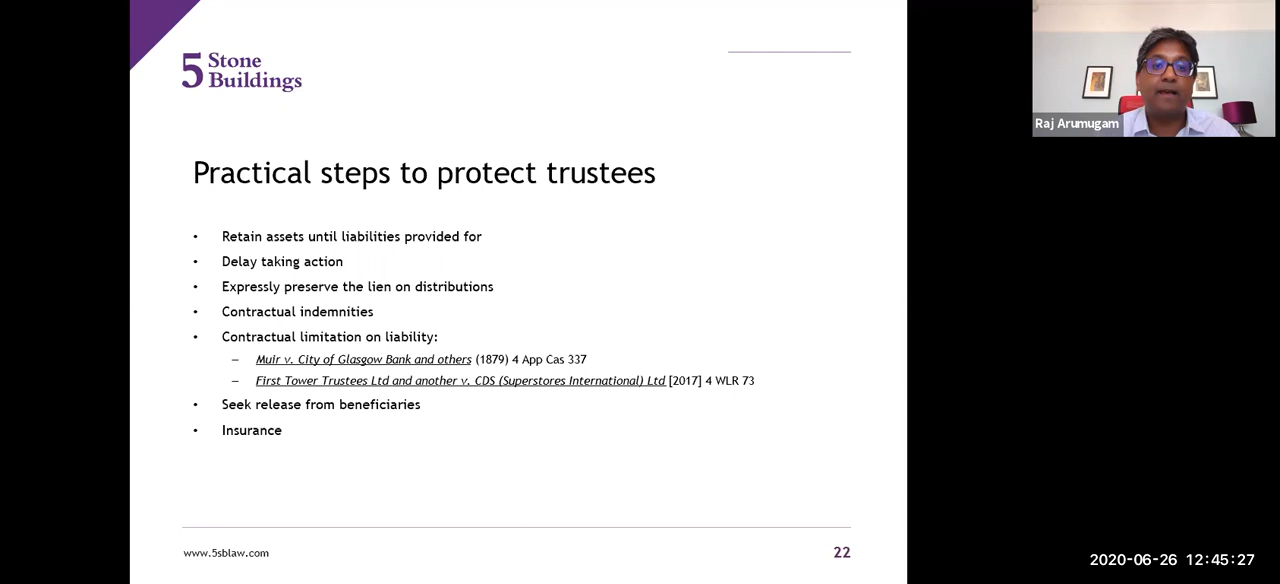 5 Stone
Buildings
Raj Arumugam
Practical steps to protect trustees
• Retain assets until liabilities provided for
• Delay taking action
• Expressly preserve the lien on distributions
• Contractual indemnities
• Contractual limitation on liability:
– Muir v. City of Glasgow Bank and others (1879) 4 App Cas 337
– First Tower Trustees Ltd and another v. CDS (Superstores International) Ltd [2017] 4 WLR 73
• Seek release from beneficiaries
• Insurance
www.5sblaw.com
22
2020-06-26 12:45:27